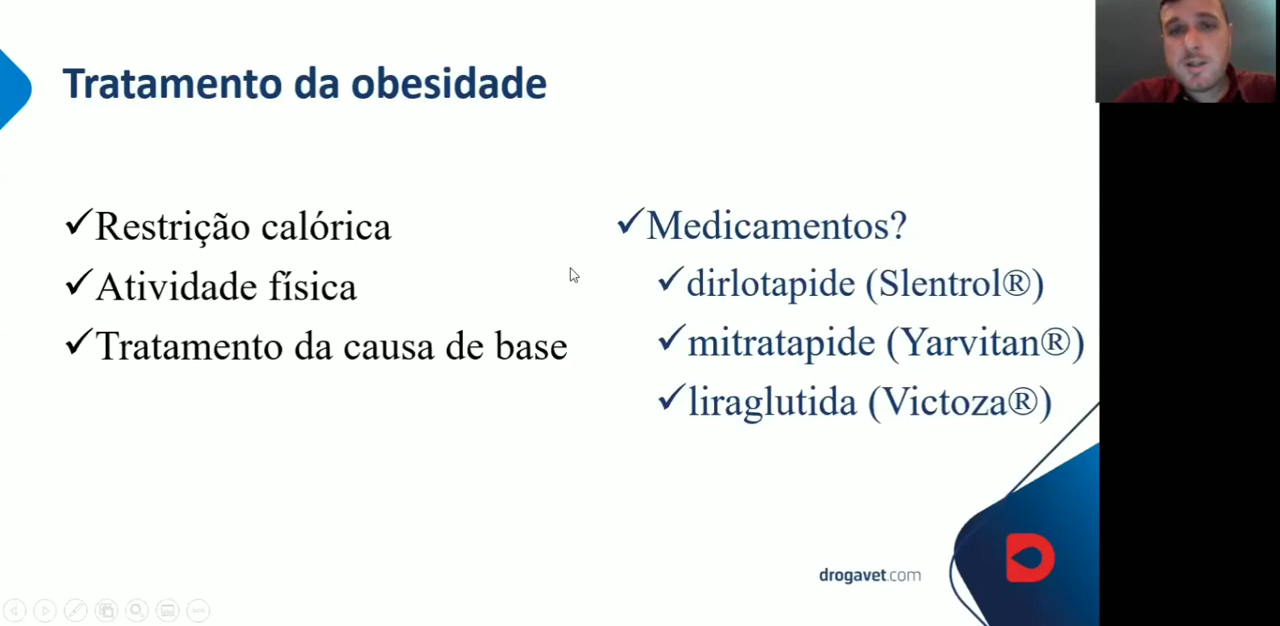 Tratamento da obesidade
✓Restrição calórica
✓Atividade física
✓Tratamento da causa de base
✓Medicamentos?
✓dirlotapide (Slentrol®)
✓mitratapide (Yarvitan®)
✓liraglutida (Victoza®)
drogavet.com